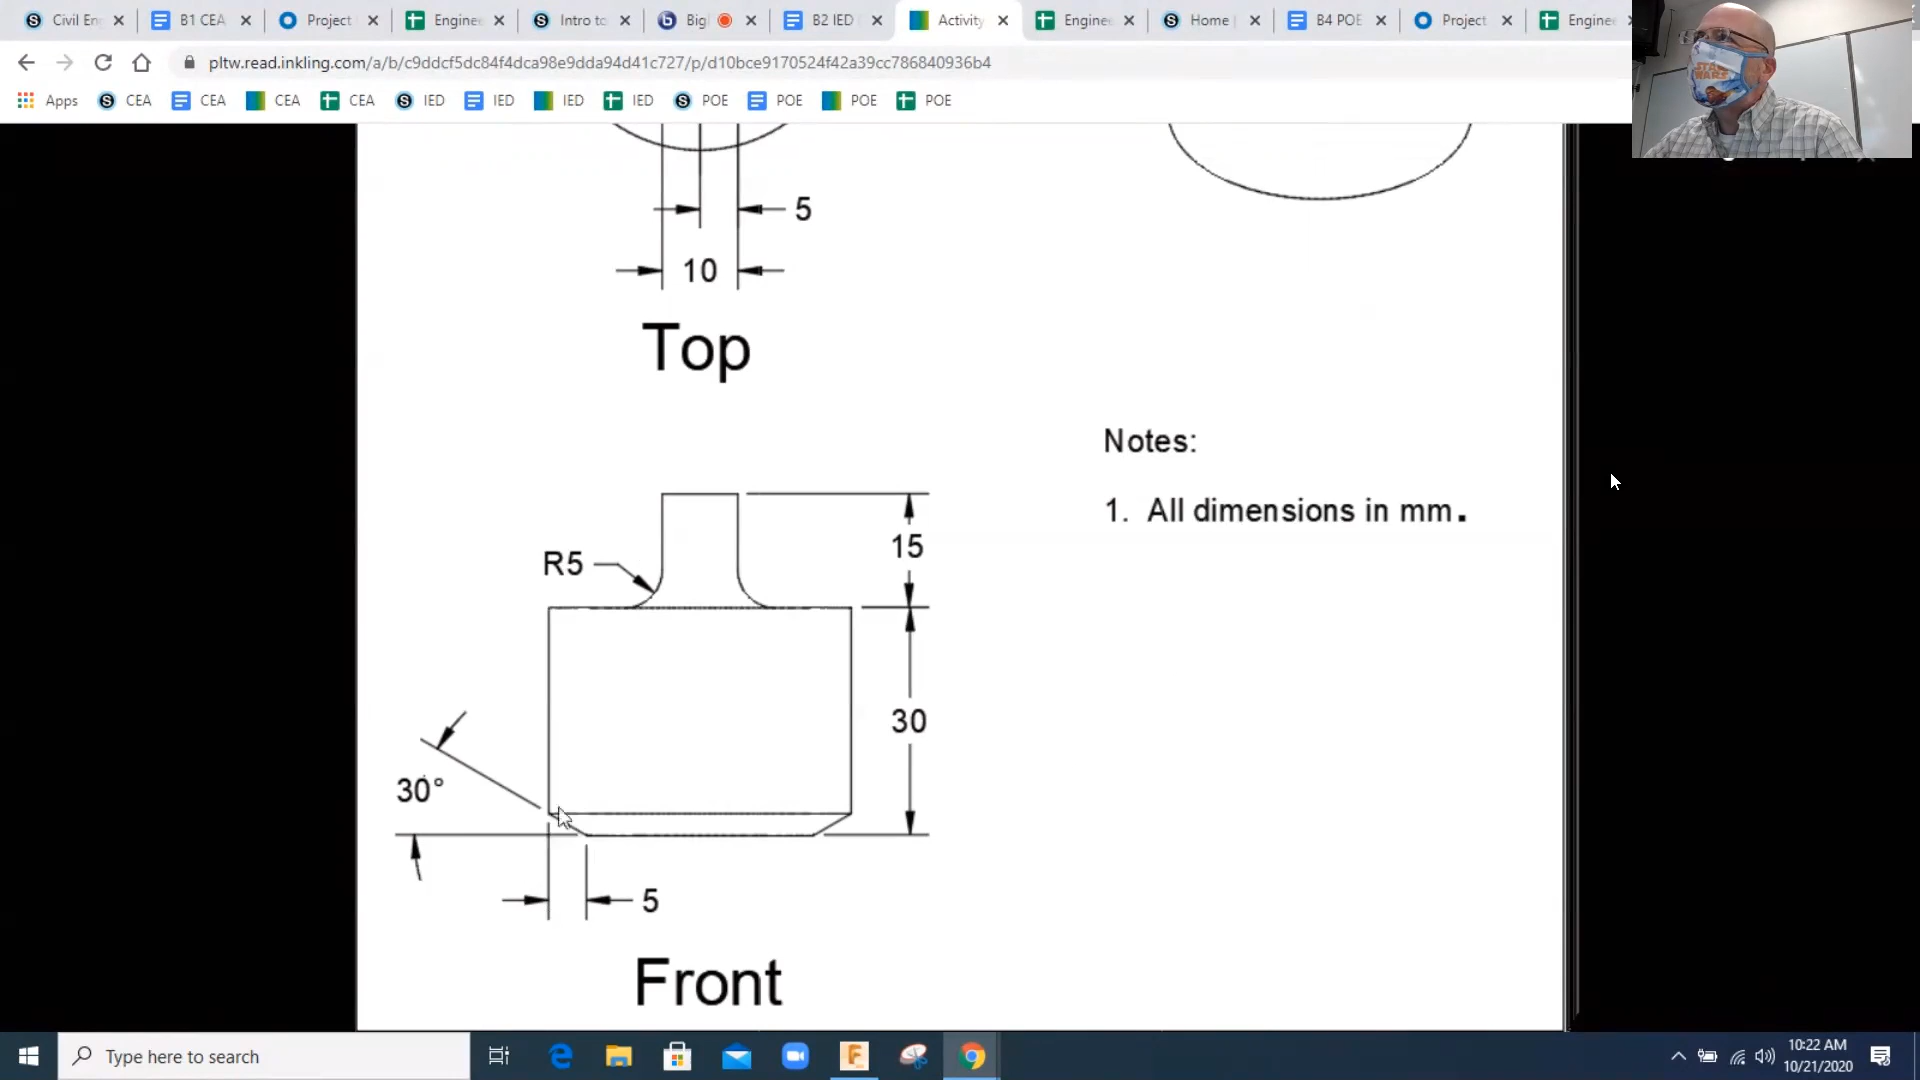 Civil En B1 CEA Project Enginee Intro to Big B2 IED Activity Enginee Home B4 POE Project Enginee
pltw.read.inkling.com/a/b/c9ddcf5dc84f4dca98e9dda94d41c727/p/d10bce9170524f42a39cc786840936b4
Apps CEA CEA CEA CEA IED IED IED IED POE POE POE POE
5
10
Top
Notes:
1. All dimensions in mm.
R5
15
30
30°
5
Front
Type here to search
10:22 AM
10/21/2020